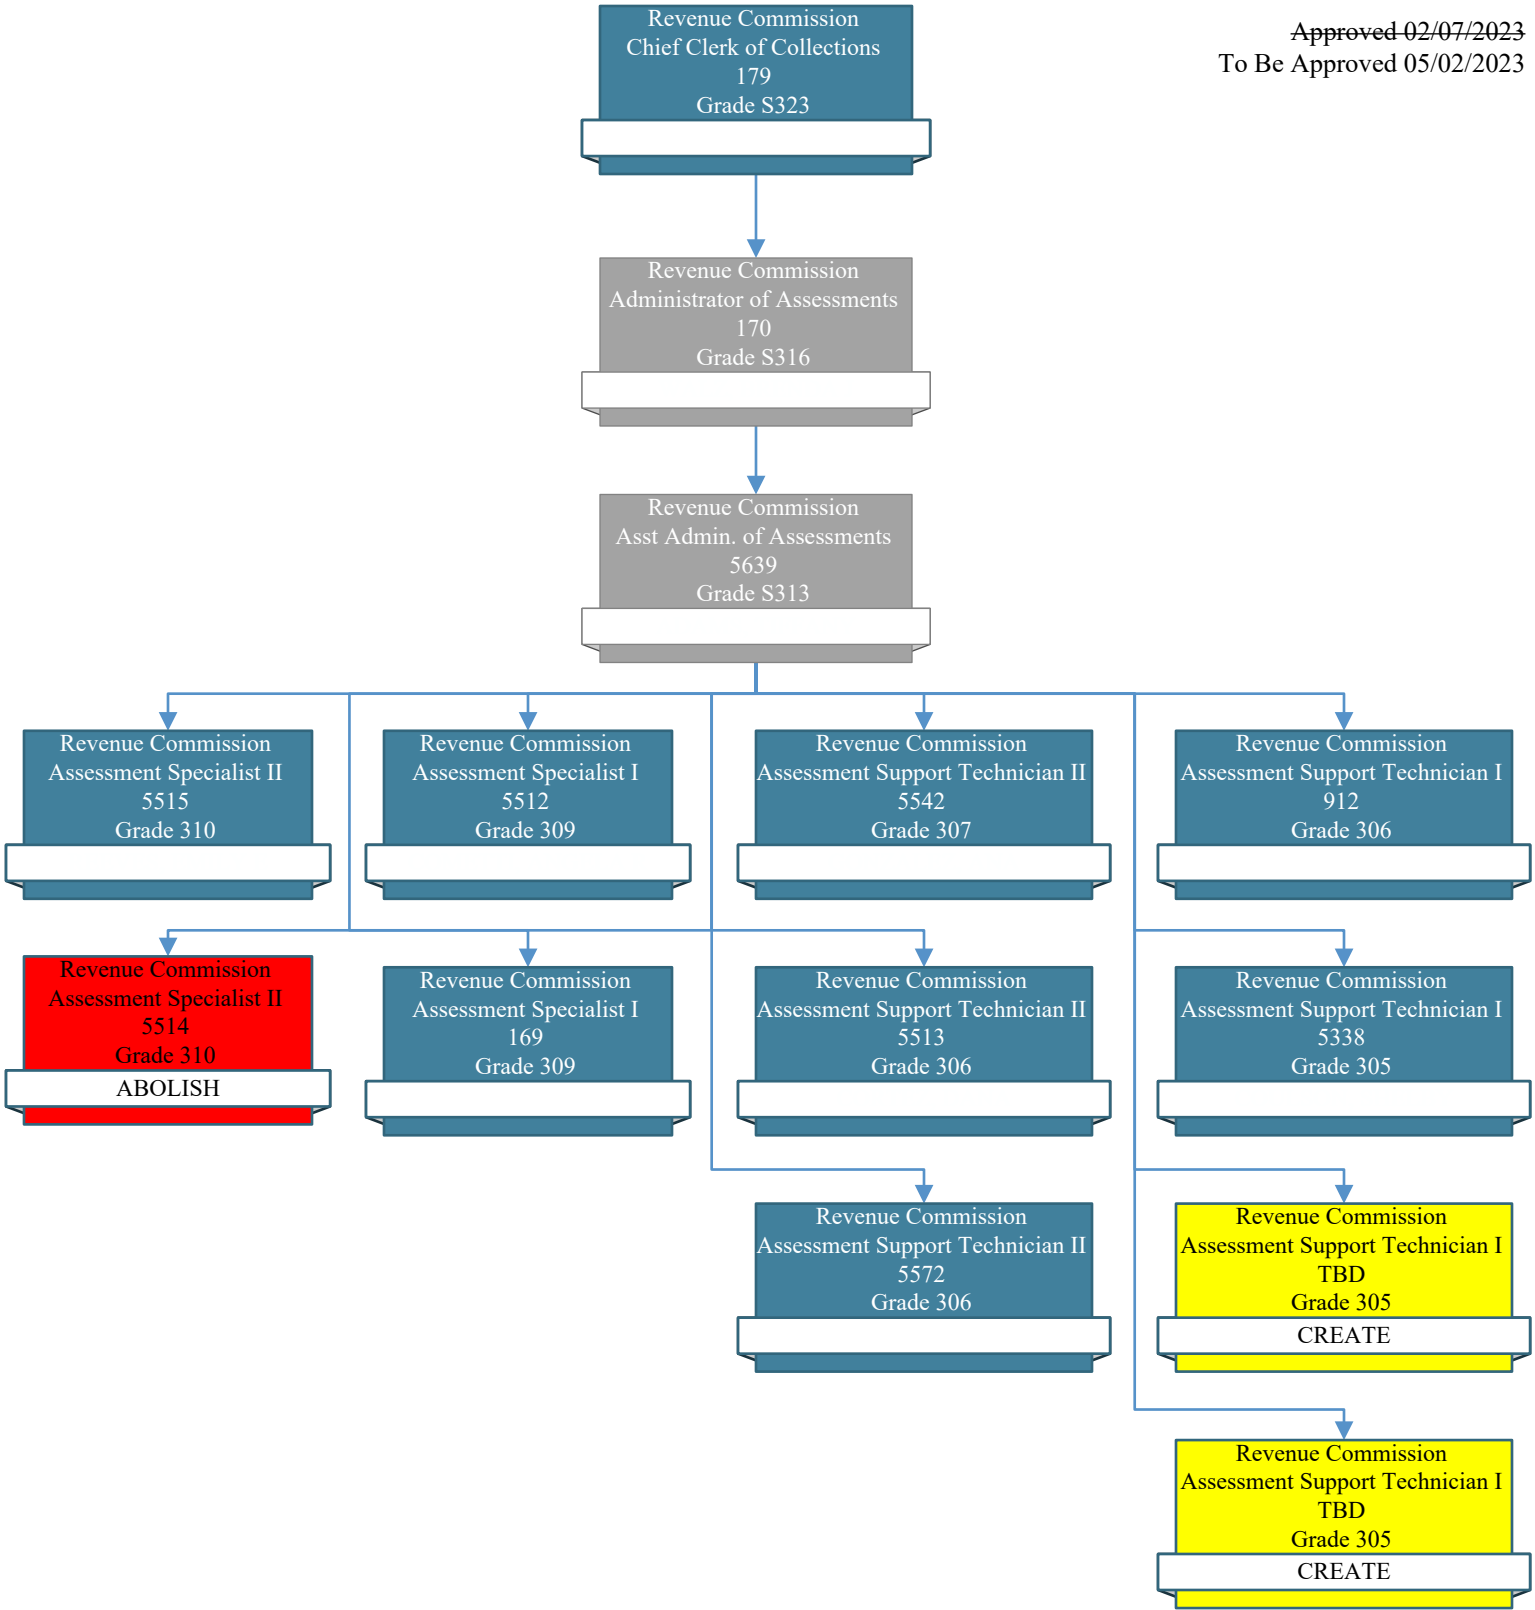 Approved 02/07/2023
To Be Approved 05/02/2023
Revenue Commission
Chief Clerk of Collections
179
Grade S323
Revenue Commission
Administrator of Assessments
170
Grade S316
Revenue Commission
Asst Admin. of Assessments
5639
Grade S313
Revenue Commission
Assessment Specialist II
5515
Grade 310
Revenue Commission
Assessment Specialist I
5512
Grade 309
Revenue Commission
Assessment Support Technician II
5542
Grade 307
Revenue Commission
Assessment Support Technician I
912
Grade 306
Revenue Commission
Assessment Specialist II
5514
Grade 310
ABOLISH
Revenue Commission
Assessment Specialist I
169
Grade 309
Revenue Commission
Assessment Support Technician II
5513
Grade 306
Revenue Commission
Assessment Support Technician I
5338
Grade 305
Revenue Commission
Assessment Support Technician II
5572
Grade 306
Revenue Commission
Assessment Support Technician I
TBD
Grade 305
CREATE
Revenue Commission
Assessment Support Technician I
TBD
Grade 305
CREATE